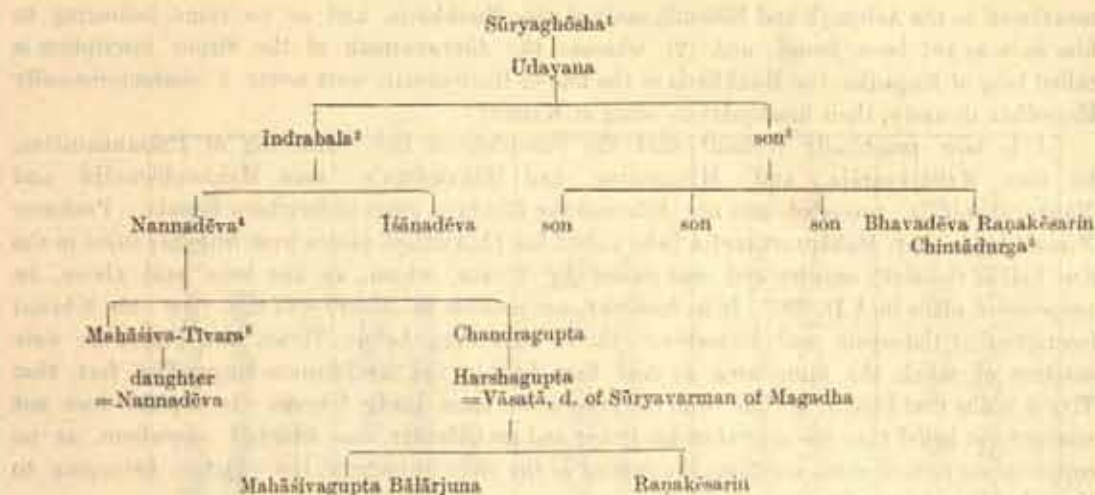 Sūryaghōsha¹
Udayana
Indrabala²
son³
Nannadēva⁴
Īśānadēva
son
son
son
Bhavadēva Raṇakēsarin
Chintādurga⁵
Mahāśiva-Tīvara⁶
Chandragupta
daughter
=Nannadēva
Harshagupta
=Vāsaṭā, d. of Sūryavarman of Magadha
Mahāśivagupta Bālārjuna
Raṇakēsarin